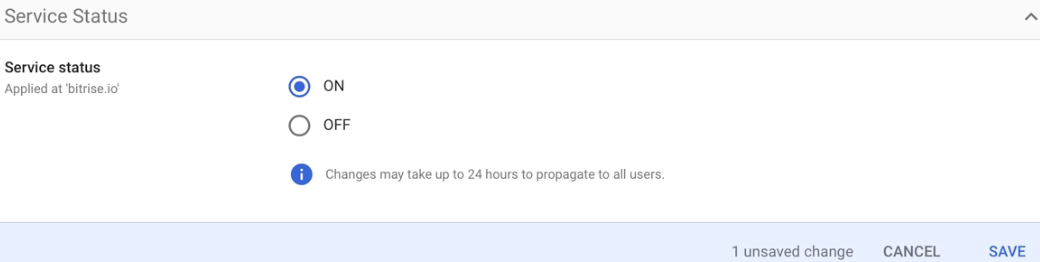 Service Status
Service status
Applied at 'bitrise.io'
ON
OFF
Changes may take up to 24 hours to propagate to all users.
1 unsaved change CANCEL SAVE